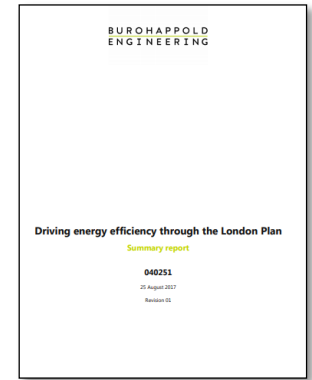 BUROHAPPOLD
ENGINEERING
Driving energy efficiency through the London Plan
Summary report
040251
25 August 2017
Revision 01